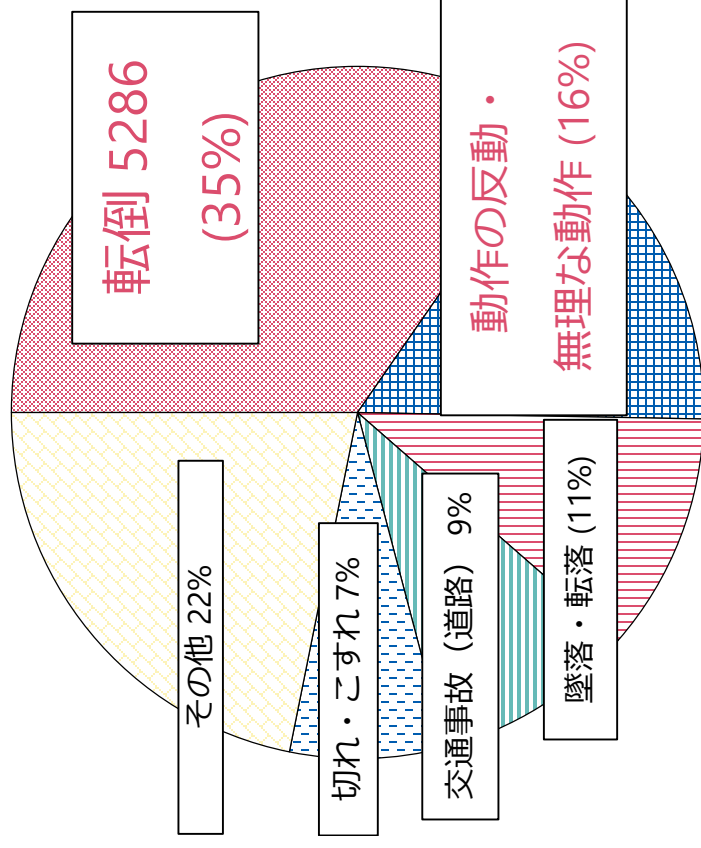 転倒 5286
(35%)
動作の反動・
無理な動作 (16%)
墜落・転落 (11%)
交通事故（道路） 9%
切れ・こすれ 7%
その他 22%